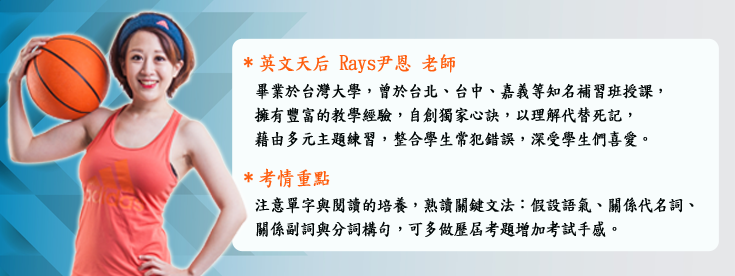 *英文天后 Rays尹恩 老師
畢業於台灣大學，曾於台北、台中、嘉義等知名補習班授課，
擁有豐富的教學經驗，自創獨家心訣，以理解代替死記，
藉由多元主題練習，整合學生常犯錯誤，深受學生們喜愛。
*考情重點
注意單字與閱讀的培養，熟讀關鍵文法：假設語氣、關係代名詞、
關係副詞與分詞構句，可多做歷屆考題增加考試手感。